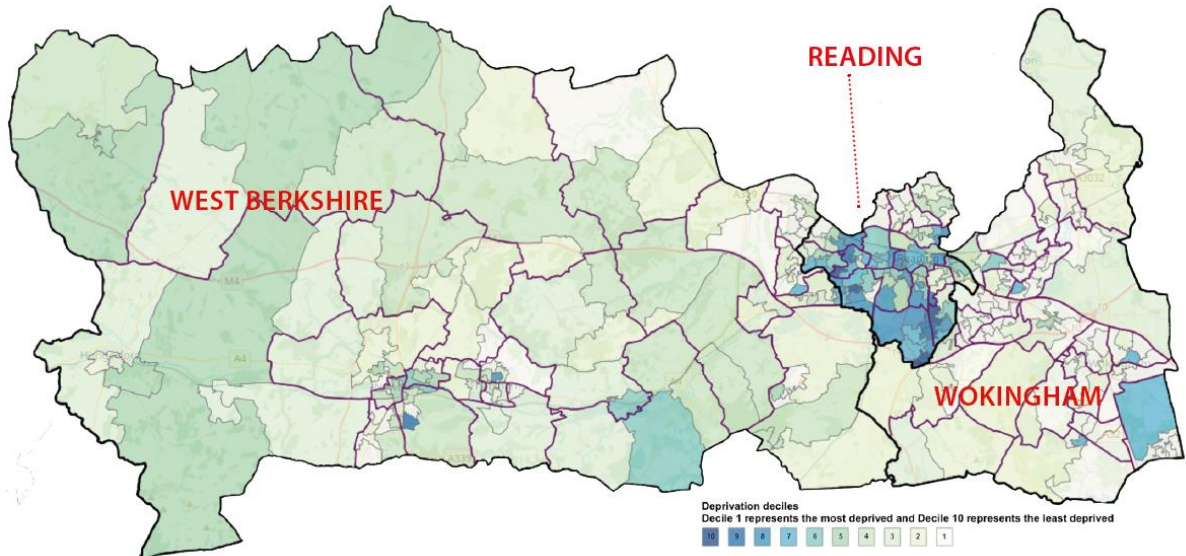 READING
WEST BERKSHIRE
M4
A4
WOKINGHAM
Deprivation deciles
Decile 1 represents the most deprived and Decile 10 represents the least deprived
10 9 8 7 6 5 4 3 2 1